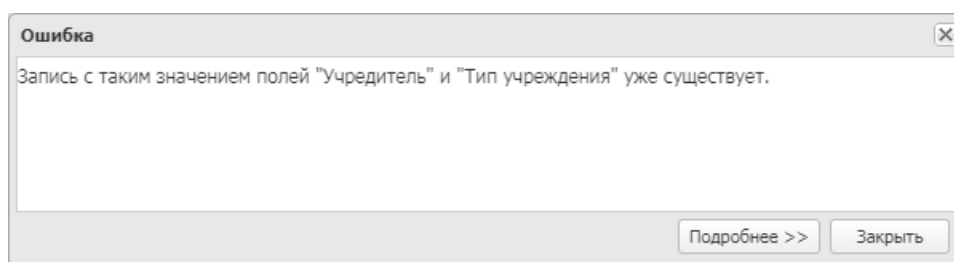 Ошибка
Запись с таким значением полей "Учредитель" и "Тип учреждения" уже существует.
Подробнее >> Закрыть